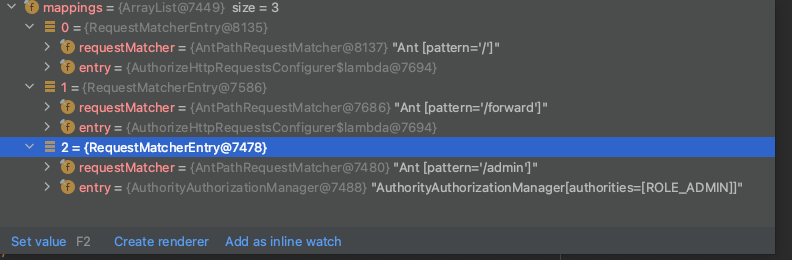 mappings = {ArrayList@7449} size = 3
0 = {RequestMatcherEntry@8135}
f requestMatcher = {AntPathRequestMatcher@8137} "Ant [pattern='/']"
f entry = {AuthorizeHttpRequestsConfigurer$lambda@7694}
1 = {RequestMatcherEntry@7586}
f requestMatcher = {AntPathRequestMatcher@7686} "Ant [pattern='/forward']"
f entry = {AuthorizeHttpRequestsConfigurer$lambda@7694}
2 = {RequestMatcherEntry@7478}
f requestMatcher = {AntPathRequestMatcher@7480} "Ant [pattern='/admin']"
f entry = {AuthorityAuthorizationManager@7488} "AuthorityAuthorizationManager[authorities=[ROLE_ADMIN]]"
Set value F2 Create renderer Add as inline watch